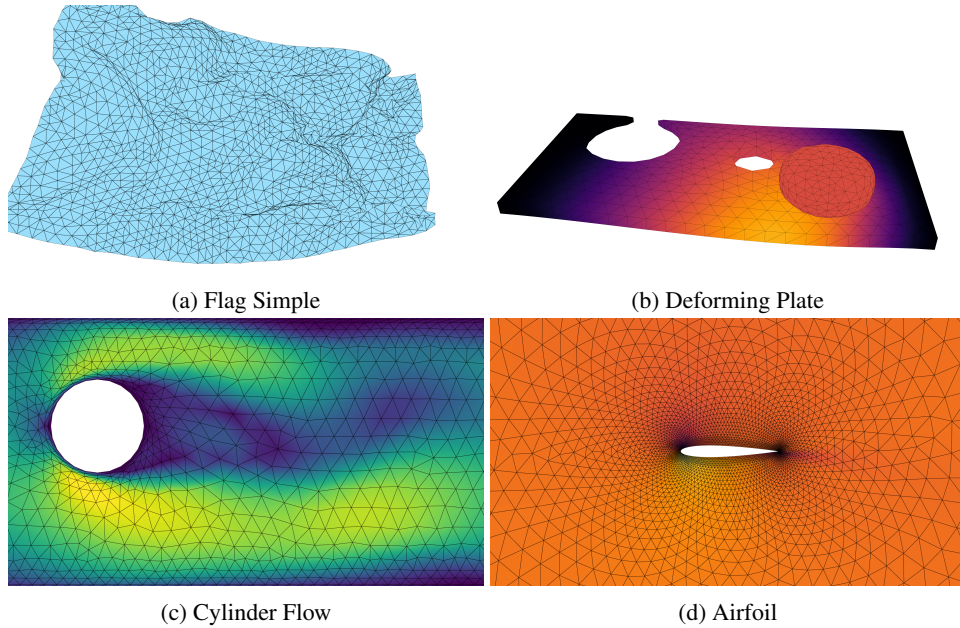 (a) Flag Simple
(b) Deforming Plate
(c) Cylinder Flow
(d) Airfoil